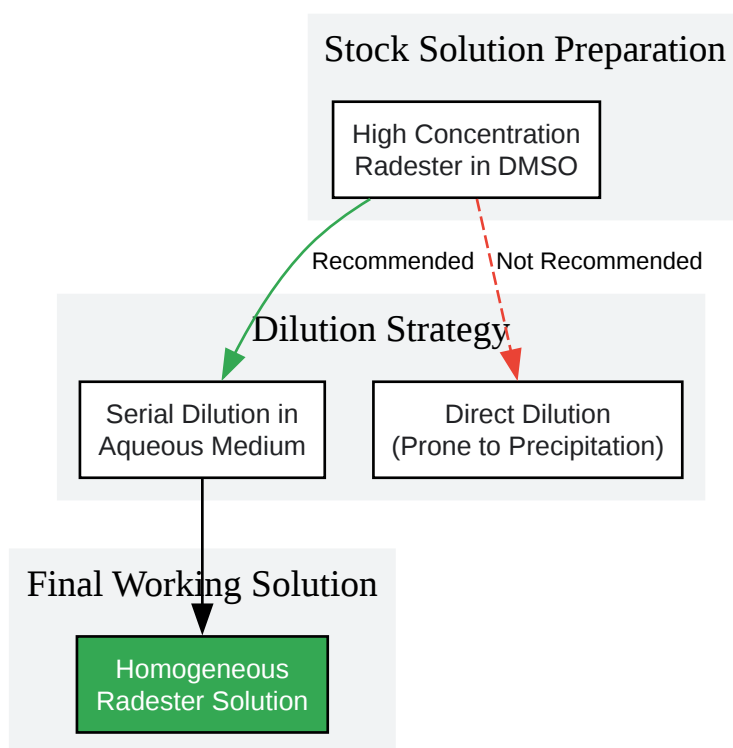 Stock Solution Preparation
High Concentration
Radester in DMSO
Recommended
Not Recommended
Dilution Strategy
Serial Dilution in
Aqueous Medium
Direct Dilution
(Prone to Precipitation)
Final Working Solution
Homogeneous
Radester Solution